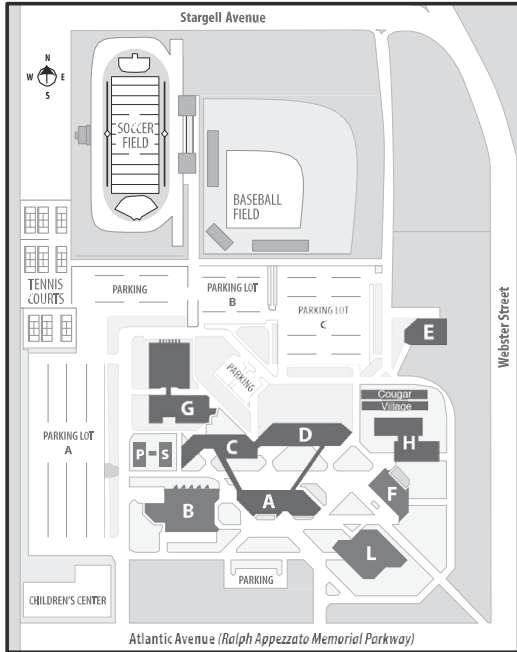 Stargell Avenue
N
W E
S
SOCCER
FIELD
BASEBALL
FIELD
TENNIS
COURTS
PARKING
PARKING LOT
B
PARKING LOT
C
E
Webster Street
PARKING
Cougar
Village
G
PARKING LOT
A
P S
C
D
H
B
A
F
L
PARKING
CHILDREN'S CENTER
Atlantic Avenue (Ralph Appezzato Memorial Parkway)